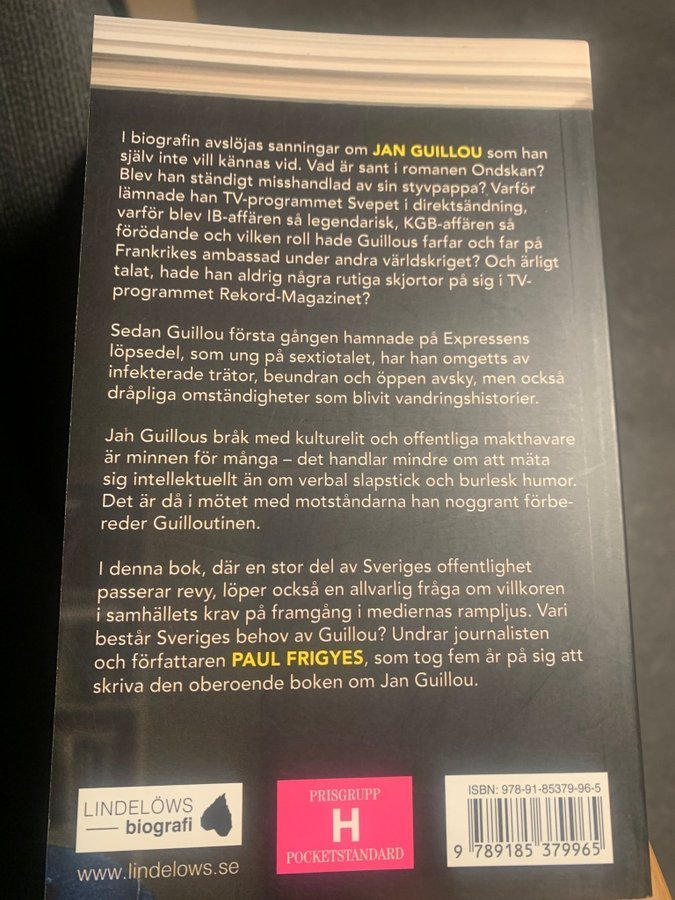 I biografin avslöjas sanningar om JAN GUILLOU som han
själv inte vill kännas vid. Vad är sant i romanen Ondskan?
Blev han ständigt misshandlad av sin styvpappa? Varför
lämnade han TV-programmet Svepet i direktsändning,
varför blev IB-affären så legendarisk, KGB-affären så
förödande och vilken roll hade Guillous farfar och far på
Frankrikes ambassad under andra världskriget? Och ärligt
talat, hade han aldrig några rutiga skjortor på sig i TV-
programmet Rekord-Magazinet?
Sedan Guillou första gången hamnade på Expressens
löpsedel, som ung på sextiotalet, har han omgetts av
infekterade trätor, beundran och öppen avsky, men också
dråpliga omständigheter som blivit vandringshistorier.
Jan Guillous bråk med kulturelit och offentliga makthavare
är minnen för många – det handlar mindre om att mäta
sig intellektuellt än om verbal slapstick och burlesk humor.
Det är då i mötet med motståndarna han noggrant förbe-
reder Guilloutinen.
I denna bok, där en stor del av Sveriges offentlighet
passerar revy, löper också en allvarlig fråga om villkoren
i samhällets krav på framgång i mediernas rampljus. Vari
består Sveriges behov av Guillou? Undrar journalisten
och författaren PAUL FRIGYES, som tog fem år på sig att
skriva den oberoende boken om Jan Guillou.
LINDELÖWS
biografi
www.lindelows.se
PRISGRUPP
H
POCKETSTANDARD
ISBN: 978-91-85379-96-5
9 789185 379965